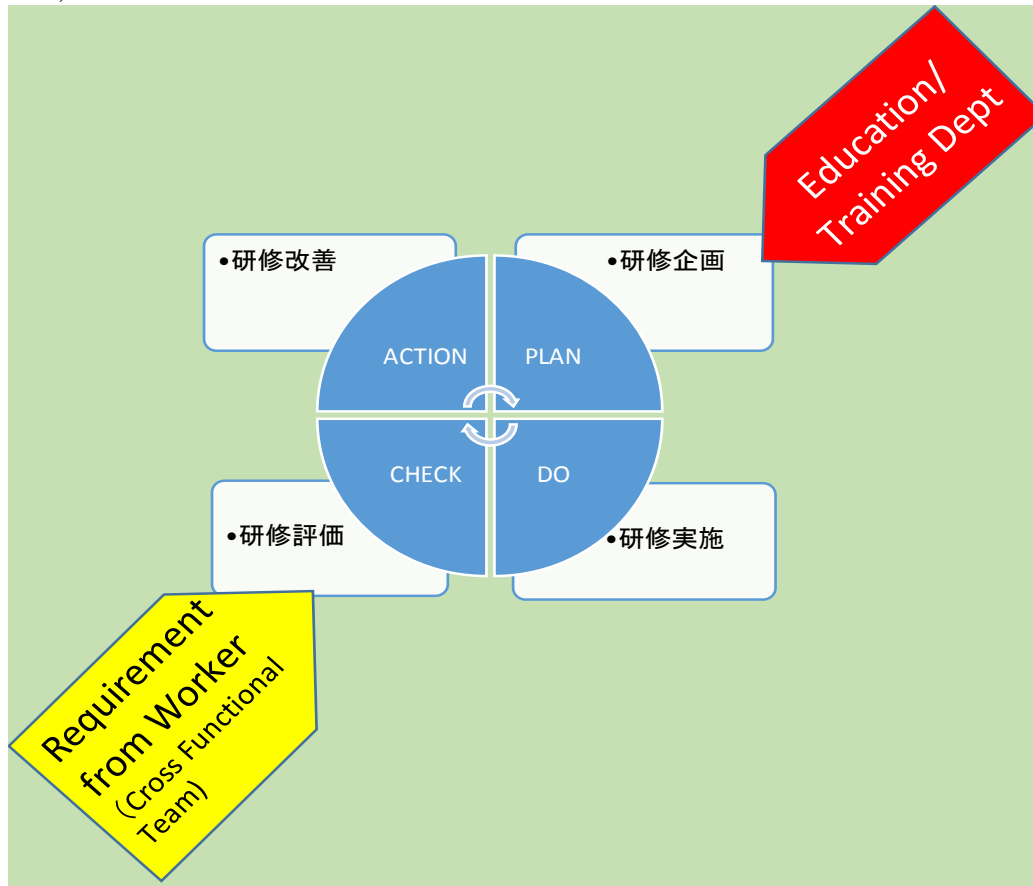 Education/
Training Dept
•研修改善
•研修企画
ACTION
PLAN
CHECK
DO
•研修評価
•研修実施
Requirement
from Worker
（Cross Functional
Team)